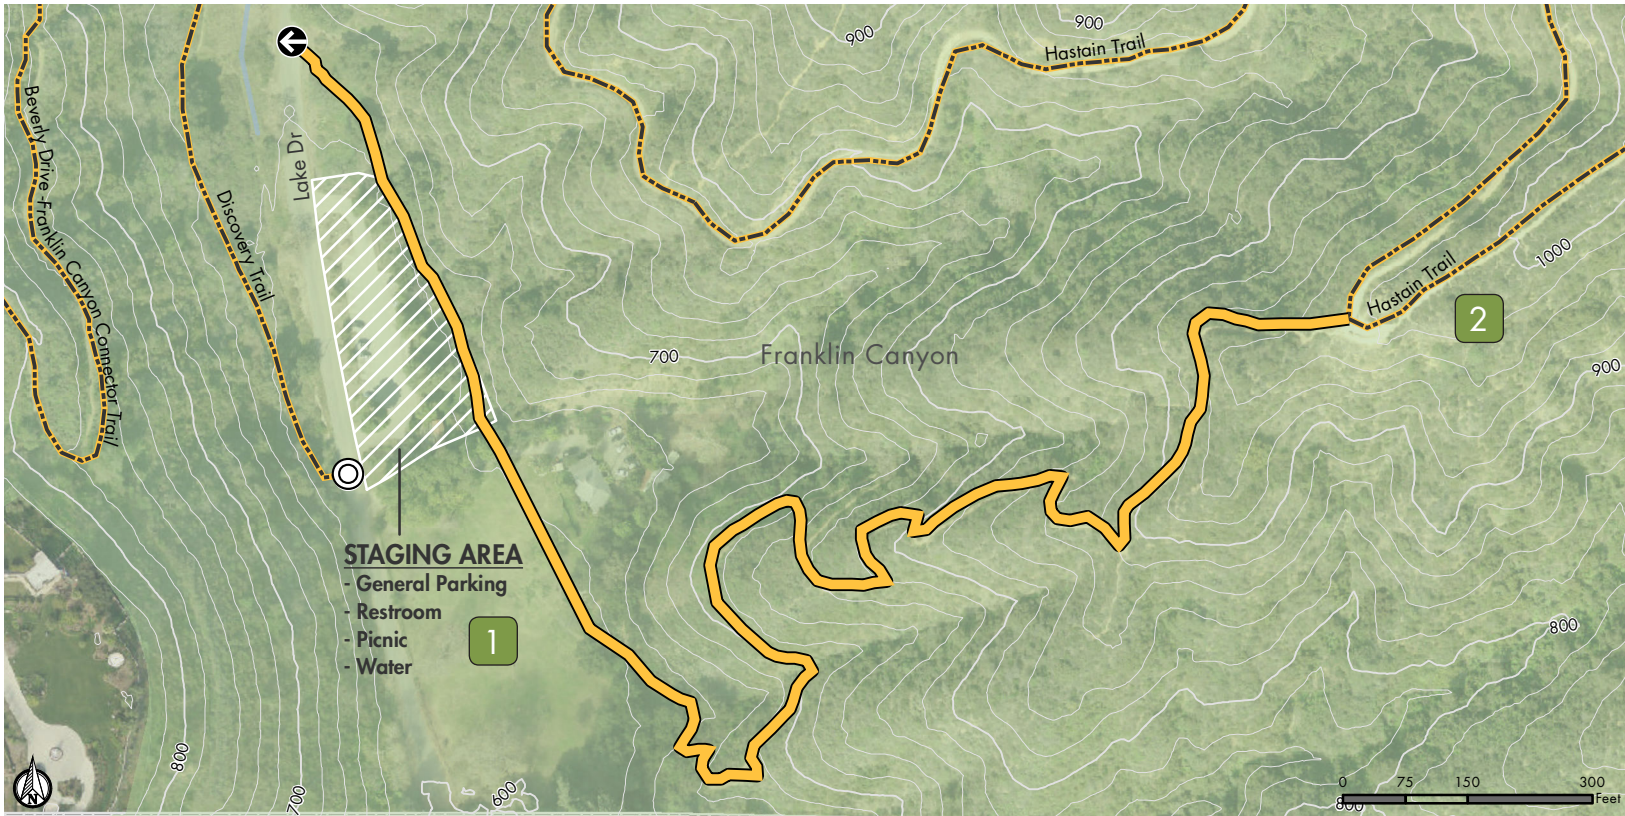 900
900
Hastain Trail
Beverly Drive-Franklin Canyon Connector Trail
Lake Dr
Discovery Trail
1000
Hastain Trail
2
700
Franklin Canyon
900
STAGING AREA
- General Parking
- Restroom
- Picnic
- Water
1
800
800
700
600
N
0 75 150 300
Feet
800